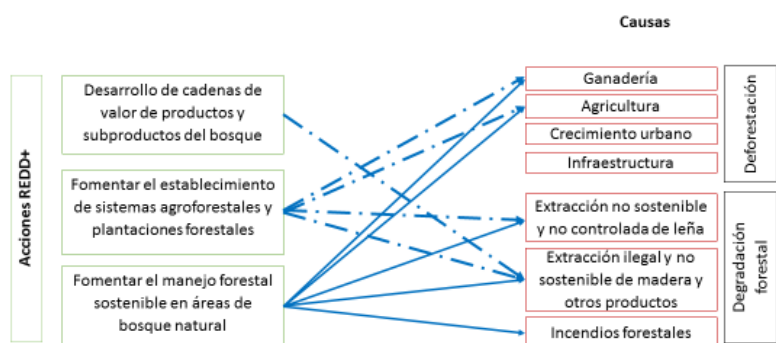 Causas
Acciones REDD+
Desarrollo de cadenas de
valor de productos y
subproductos del bosque
Fomentar el establecimiento
de sistemas agroforestales y
plantaciones forestales
Fomentar el manejo forestal
sostenible en áreas de
bosque natural
Ganadería
Agricultura
Crecimiento urbano
Infraestructura
Deforestación
Extracción no sostenible
y no controlada de leña
Extracción ilegal y no
sostenible de madera y
otros productos
Incendios forestales
Degradación
forestal